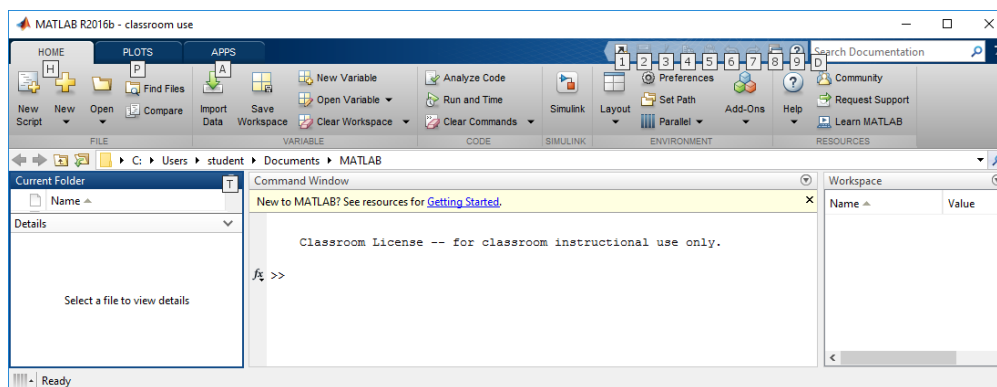 MATLAB R2016b - classroom use
HOME PLOTS APPS
H P A
1 2 3 4 5 6 7 8 9 D
Search Documentation
New Script
New
Open
Find Files
Compare
FILE
Import Data
Save Workspace
New Variable
Open Variable
Clear Workspace
VARIABLE
Analyze Code
Run and Time
Clear Commands
CODE
Simulink
SIMULINK
Layout
Preferences
Set Path
Parallel
Add-Ons
ENVIRONMENT
Help
Community
Request Support
Learn MATLAB
RESOURCES
C: Users student Documents MATLAB
Current Folder
T
Name
Details
Select a file to view details
Command Window
New to MATLAB? See resources for Getting Started.
Classroom License -- for classroom instructional use only.
fx >>
Workspace
Name Value
Ready